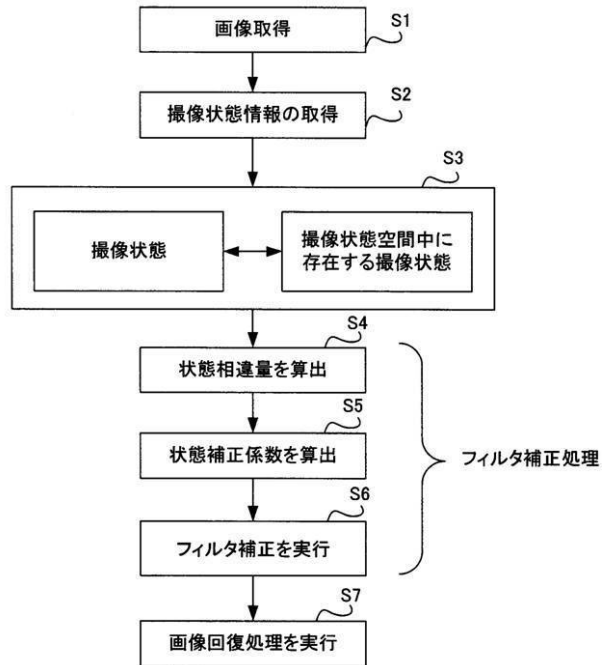 画像取得
S1
撮像状態情報の取得
S2
S3
撮像状態
撮像状態空間中に
存在する撮像状態
S4
状態相違量を算出
S5
状態補正係数を算出
フィルタ補正処理
S6
フィルタ補正を実行
S7
画像回復処理を実行